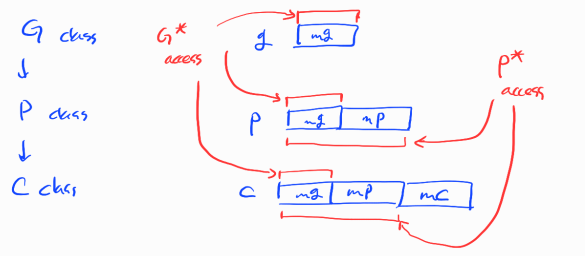 G class
G*
access
g
mg
P*
access
P class
p
mg
mp
C class
c
mg
mp
mC